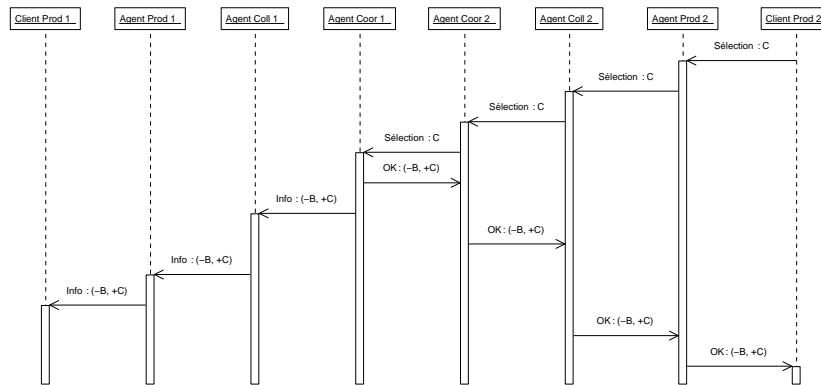 Client Prod 1
Agent Prod 1
Agent Coll 1
Agent Coor 1
Agent Coor 2
Agent Coll 2
Agent Prod 2
Client Prod 2
Sélection : C
Sélection : C
Sélection : C
Sélection : C
OK : (−B, +C)
Info : (−B, +C)
OK : (−B, +C)
Info : (−B, +C)
Info : (−B, +C)
OK : (−B, +C)
OK : (−B, +C)